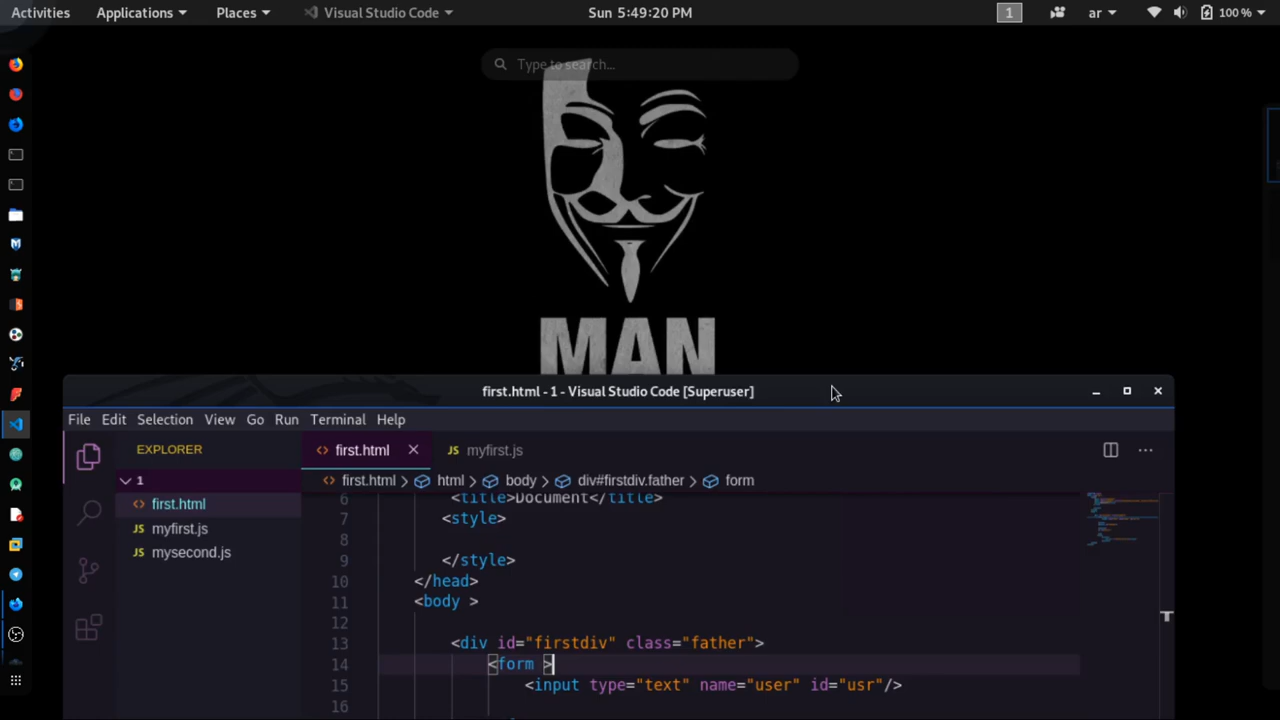 Activities Applications Places Visual Studio Code Sun 5:49:20 PM 1 ar 100 %
Type to search...
MAN
first.html - 1 - Visual Studio Code [Superuser]
File Edit Selection View Go Run Terminal Help
EXPLORER
1
first.html
JS myfirst.js
JS mysecond.js
first.html JS myfirst.js
first.html > html > body > div#firstdiv.father > form
6 <title>Document</title>
7 <style>
8
9 </style>
10 </head>
11 <body >
12
13 <div id="firstdiv" class="father">
14 <form >
15 <input type="text" name="user" id="usr"/>
16